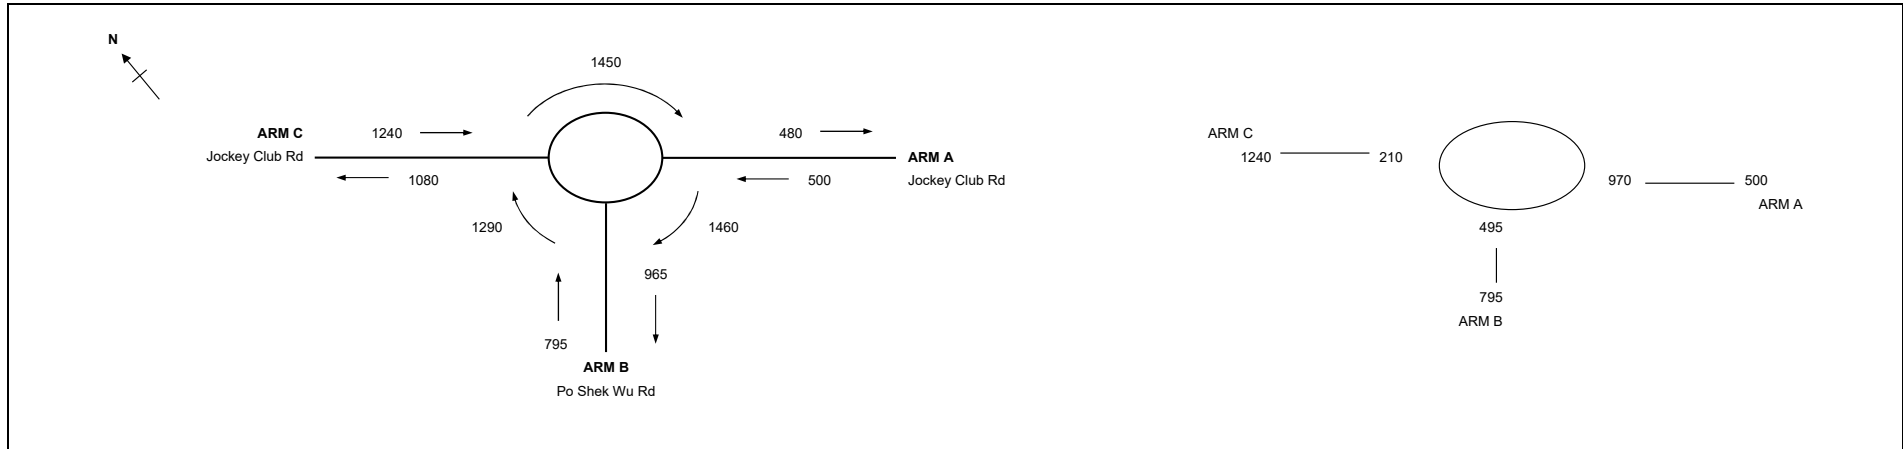 N
1450
ARM C
1240
480
Jockey Club Rd
ARM A
1080
500
Jockey Club Rd
1290
1460
965
795
ARM B
Po Shek Wu Rd
ARM C
1240
210
970
500
ARM A
495
795
ARM B